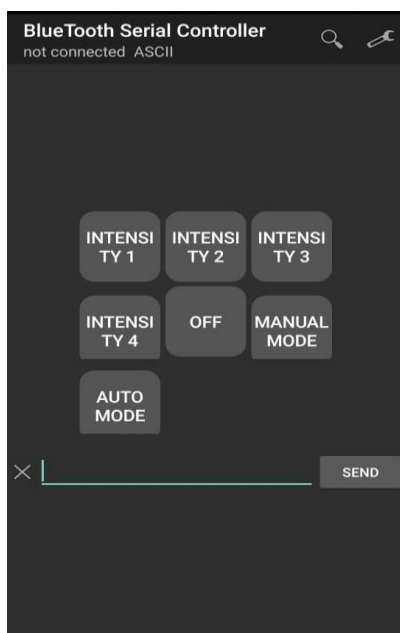 BlueTooth Serial Controller
not connected ASCII
INTENSI
TY 1
INTENSI
TY 2
INTENSI
TY 3
INTENSI
TY 4
OFF
MANUAL
MODE
AUTO
MODE
SEND